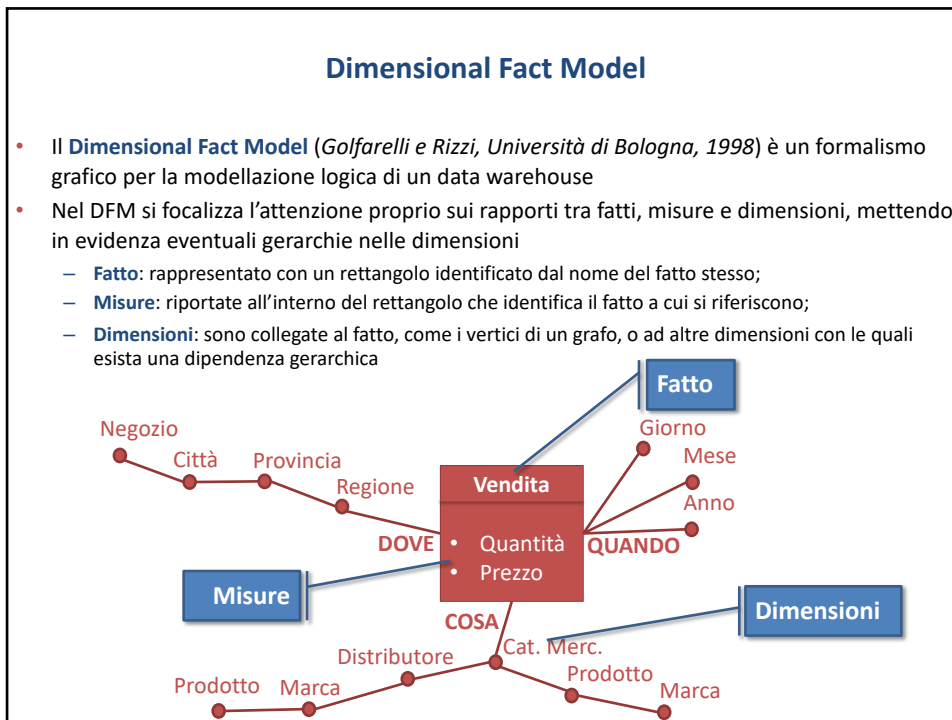 Dimensional Fact Model
• Il Dimensional Fact Model (Golfarelli e Rizzi, Università di Bologna, 1998) è un formalismo
grafico per la modellazione logica di un data warehouse
• Nel DFM si focalizza l'attenzione proprio sui rapporti tra fatti, misure e dimensioni, mettendo
in evidenza eventuali gerarchie nelle dimensioni
– Fatto: rappresentato con un rettangolo identificato dal nome del fatto stesso;
– Misure: riportate all'interno del rettangolo che identifica il fatto a cui si riferiscono;
– Dimensioni: sono collegate al fatto, come i vertici di un grafo, o ad altre dimensioni con le quali
esista una dipendenza gerarchica
Fatto
Negozio
Città
Provincia
Regione
Vendita
Giorno
Mese
Anno
DOVE
• Quantità
• Prezzo
QUANDO
Misure
COSA
Dimensioni
Cat. Merc.
Distributore
Prodotto
Marca
Prodotto
Marca